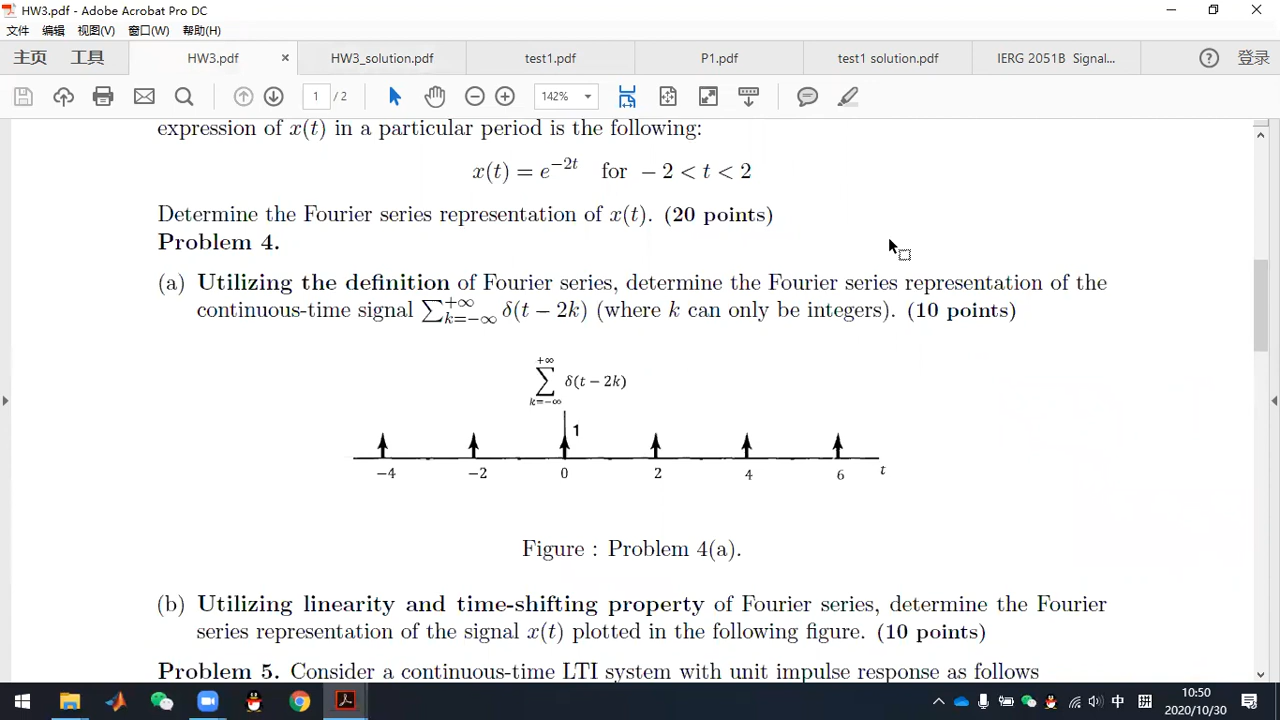 HW3.pdf - Adobe Acrobat Pro DC
文件 编辑 视图(V) 窗口(W) 帮助(H)
主页 工具 HW3.pdf × HW3_solution.pdf test1.pdf P1.pdf test1 solution.pdf IERG 2051B Signal... 登录
1 / 2 142%
expression of x(t) in a particular period is the following:
x(t) = e^{−2t} for − 2 < t < 2
Determine the Fourier series representation of x(t). (20 points)
Problem 4.
(a) Utilizing the definition of Fourier series, determine the Fourier series representation of the
continuous-time signal ∑_{k=−∞}^{+∞} δ(t − 2k) (where k can only be integers). (10 points)
∑_{k=−∞}^{+∞} δ(t − 2k)
1
−4 −2 0 2 4 6 t
Figure : Problem 4(a).
(b) Utilizing linearity and time-shifting property of Fourier series, determine the Fourier
series representation of the signal x(t) plotted in the following figure. (10 points)
Problem 5. Consider a continuous-time LTI system with unit impulse response as follows
中 拼 10:50
2020/10/30